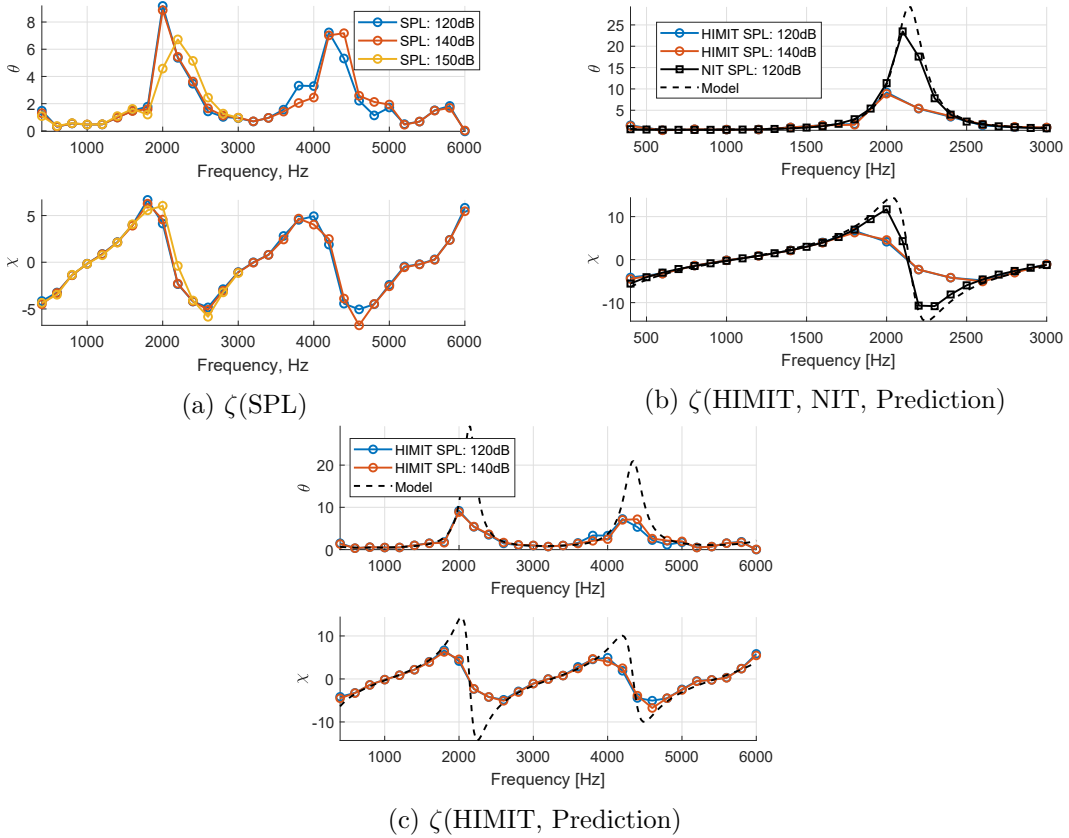 8
6
4
2
0
θ
SPL: 120dB
SPL: 140dB
SPL: 150dB
1000 2000 3000 4000 5000 6000
Frequency, Hz
5
0
-5
χ
1000 2000 3000 4000 5000 6000
Frequency, Hz
(a) ζ(SPL)
25
20
15
10
5
θ
HIMIT SPL: 120dB
HIMIT SPL: 140dB
NIT SPL: 120dB
Model
500 1000 1500 2000 2500 3000
Frequency [Hz]
10
0
-10
χ
500 1000 1500 2000 2500 3000
Frequency [Hz]
(b) ζ(HIMIT, NIT, Prediction)
20
10
0
θ
HIMIT SPL: 120dB
HIMIT SPL: 140dB
Model
1000 2000 3000 4000 5000 6000
Frequency [Hz]
10
0
-10
χ
1000 2000 3000 4000 5000 6000
Frequency [Hz]
(c) ζ(HIMIT, Prediction)